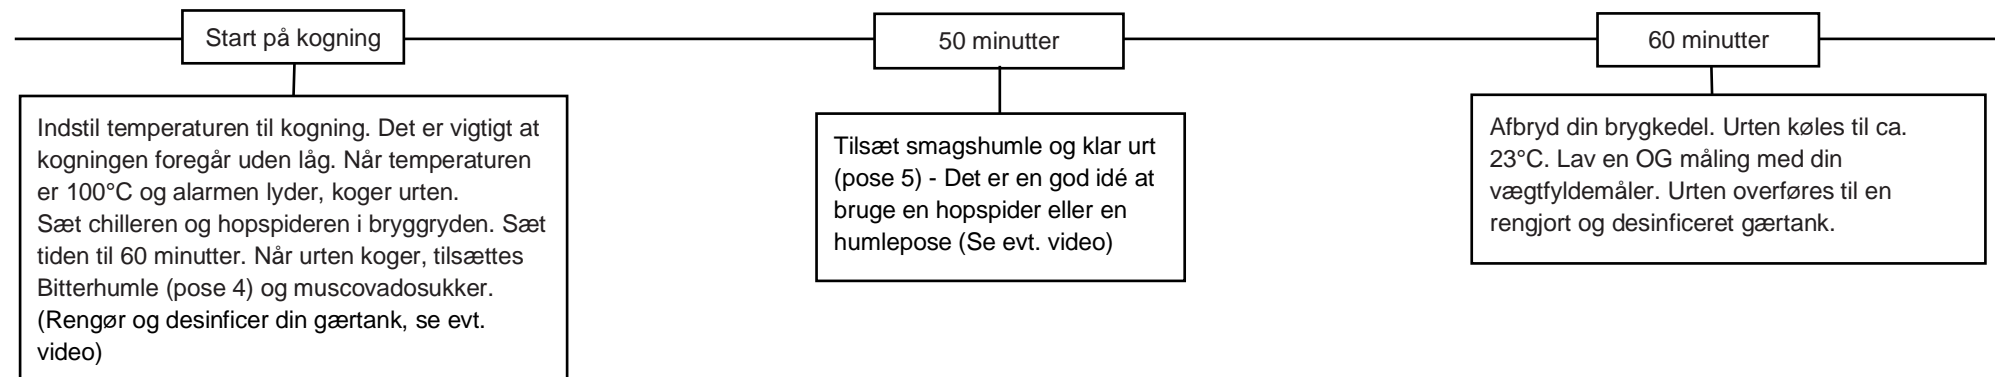 Start på kogning
50 minutter
60 minutter
Indstil temperaturen til kogning. Det er vigtigt at
kogningen foregår uden låg. Når temperaturen
er 100°C og alarmen lyder, koger urten.
Sæt chilleren og hopspideren i bryggryden. Sæt
tiden til 60 minutter. Når urten koger, tilsættes
Bitterhumle (pose 4) og muscovadosukker.
(Rengør og desinficer din gærtank, se evt.
video)
Tilsæt smagshumle og klar urt
(pose 5) - Det er en god idé at
bruge en hopspider eller en
humlepose (Se evt. video)
Afbryd din brygkedel. Urten køles til ca.
23°C. Lav en OG måling med din
vægtfyldemåler. Urten overføres til en
rengjort og desinficeret gærtank.